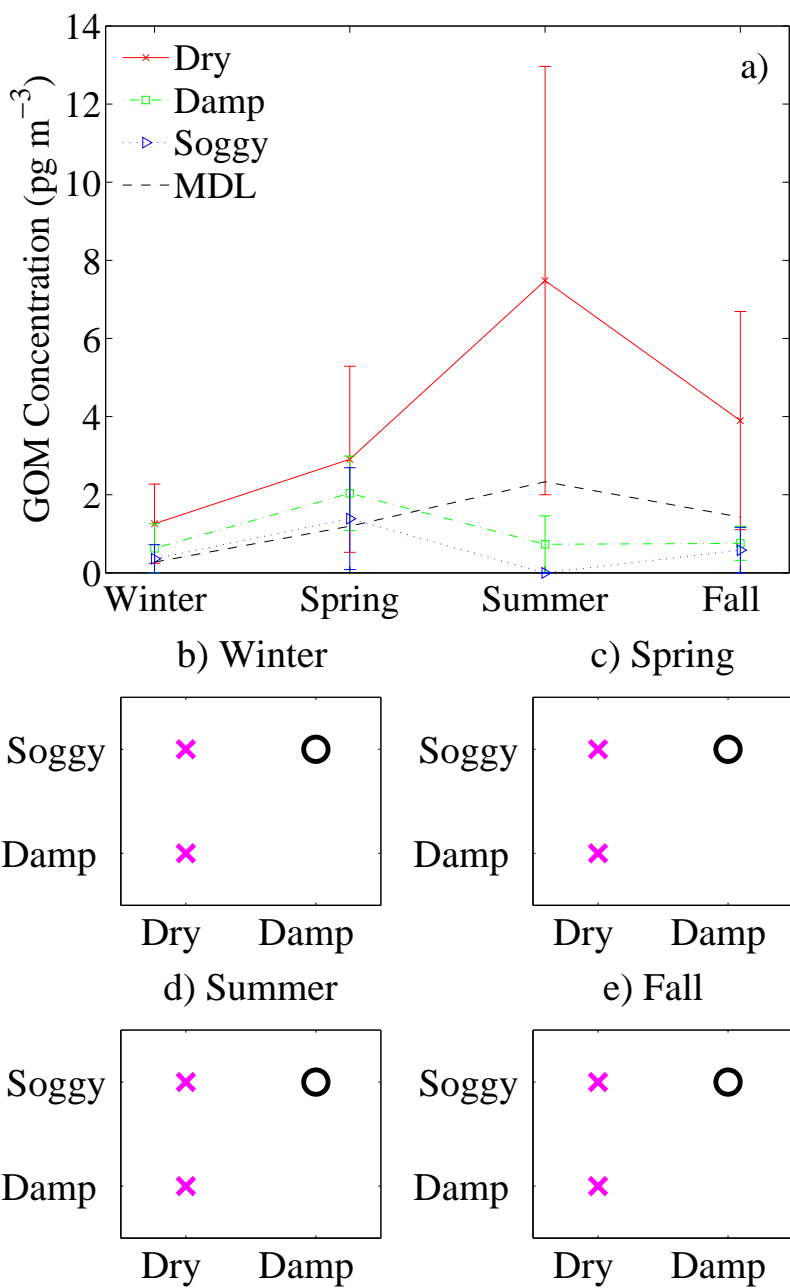 14
12
10
8
6
4
2
0
GOM Concentration (pg m⁻³)
Dry
Damp
Soggy
MDL
a)
Winter Spring Summer Fall
b) Winter
Soggy
Damp
Dry Damp
c) Spring
Soggy
Damp
Dry Damp
d) Summer
Soggy
Damp
Dry Damp
e) Fall
Soggy
Damp
Dry Damp